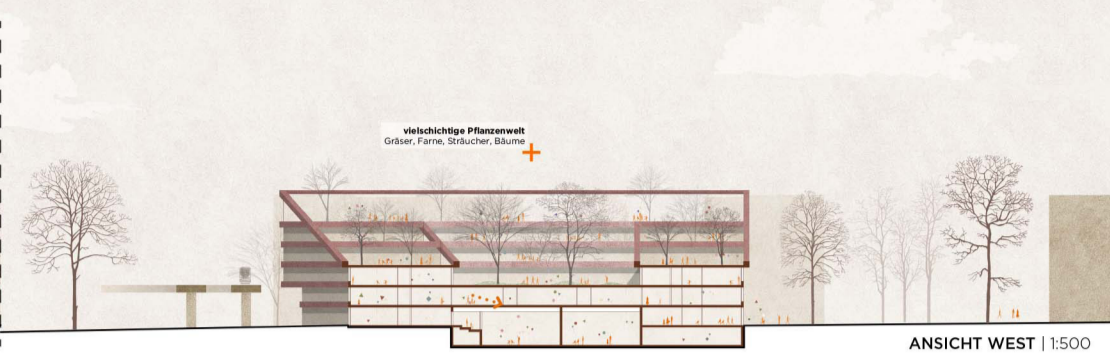 vielschichtige Pflanzenwelt
Gräser, Farne, Sträucher, Bäume
ANSICHT WEST | 1:500